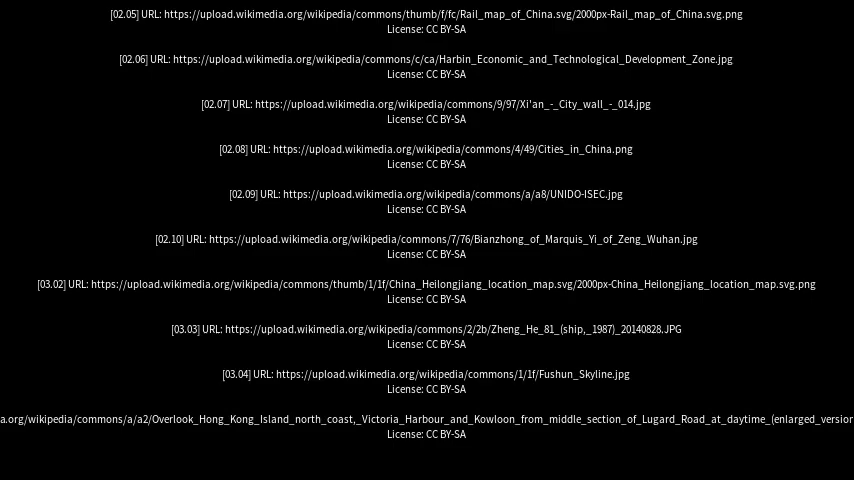 [02.05] URL: https://upload.wikimedia.org/wikipedia/commons/thumb/f/fc/Rail_map_of_China.svg/2000px-Rail_map_of_China.svg.png
License: CC BY-SA
[02.06] URL: https://upload.wikimedia.org/wikipedia/commons/c/ca/Harbin_Economic_and_Technological_Development_Zone.jpg
License: CC BY-SA
[02.07] URL: https://upload.wikimedia.org/wikipedia/commons/9/97/Xi'an_-_City_wall_-_014.jpg
License: CC BY-SA
[02.08] URL: https://upload.wikimedia.org/wikipedia/commons/4/49/Cities_in_China.png
License: CC BY-SA
[02.09] URL: https://upload.wikimedia.org/wikipedia/commons/a/a8/UNIDO-ISEC.jpg
License: CC BY-SA
[02.10] URL: https://upload.wikimedia.org/wikipedia/commons/7/76/Bianzhong_of_Marquis_Yi_of_Zeng_Wuhan.jpg
License: CC BY-SA
[03.02] URL: https://upload.wikimedia.org/wikipedia/commons/thumb/1/1f/China_Heilongjiang_location_map.svg/2000px-China_Heilongjiang_location_map.svg.png
License: CC BY-SA
[03.03] URL: https://upload.wikimedia.org/wikipedia/commons/2/2b/Zheng_He_81_(ship,_1987)_20140828.JPG
License: CC BY-SA
[03.04] URL: https://upload.wikimedia.org/wikipedia/commons/1/1f/Fushun_Skyline.jpg
License: CC BY-SA
a.org/wikipedia/commons/a/a2/Overlook_Hong_Kong_Island_north_coast,_Victoria_Harbour_and_Kowloon_from_middle_section_of_Lugard_Road_at_daytime_(enlarged_version
License: CC BY-SA